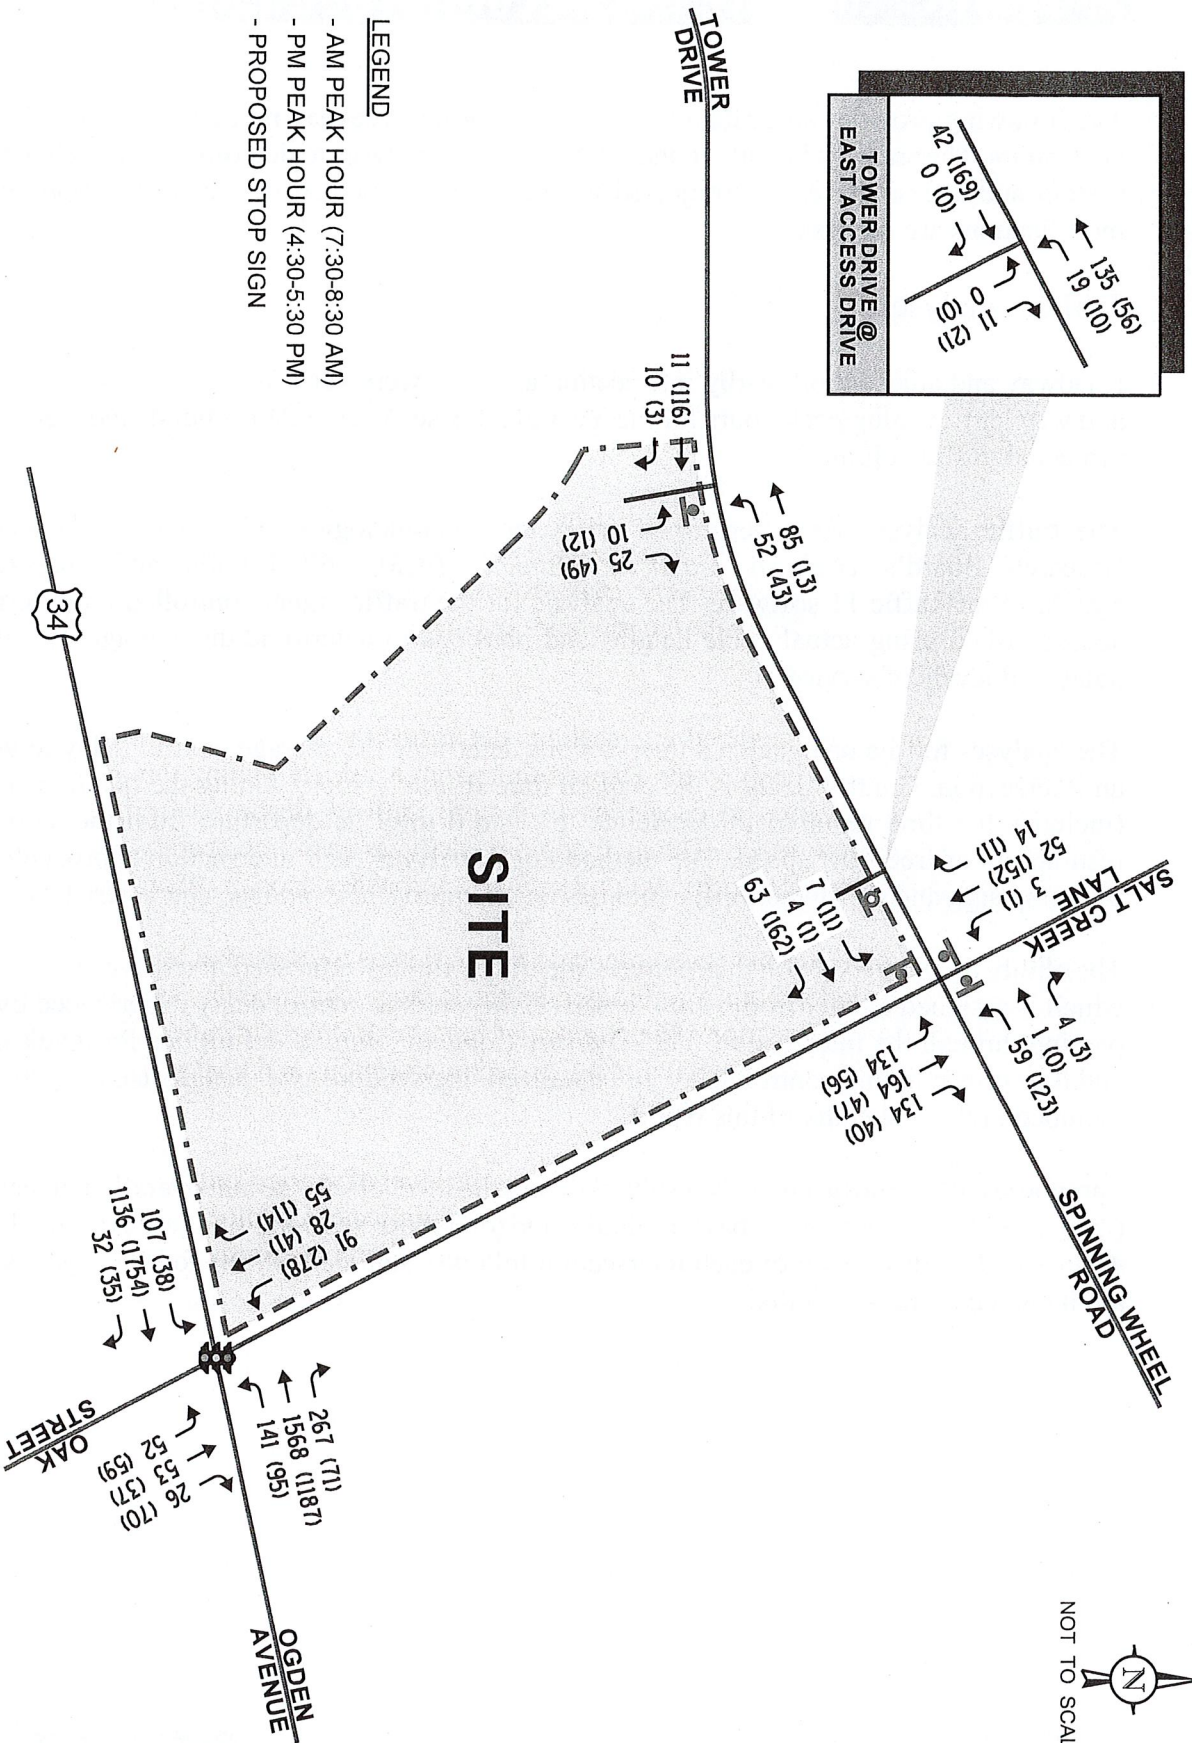 TOWER
DRIVE
TOWER DRIVE @
EAST ACCESS DRIVE
135 (56)
19 (10)
42 (169)
0 (0)
11 (21)
0 (0)
LEGEND
- AM PEAK HOUR (7:30-8:30 AM)
- PM PEAK HOUR (4:30-5:30 PM)
- PROPOSED STOP SIGN
11 (116)
10 (3)
85 (13)
52 (43)
25 (49)
10 (12)
SALT CREEK
LANE
14 (11)
52 (152)
3 (1)
4 (3)
1 (0)
59 (123)
7 (11)
4 (1)
63 (162)
134 (56)
164 (47)
134 (40)
SPINNING WHEEL
ROAD
SITE
34
55 (114)
28 (41)
91 (278)
107 (38)
1136 (1754)
32 (35)
267 (71)
1568 (1187)
141 (95)
52 (59)
53 (37)
26 (70)
OAK
STREET
OGDEN
AVENUE
N
NOT TO SCAL